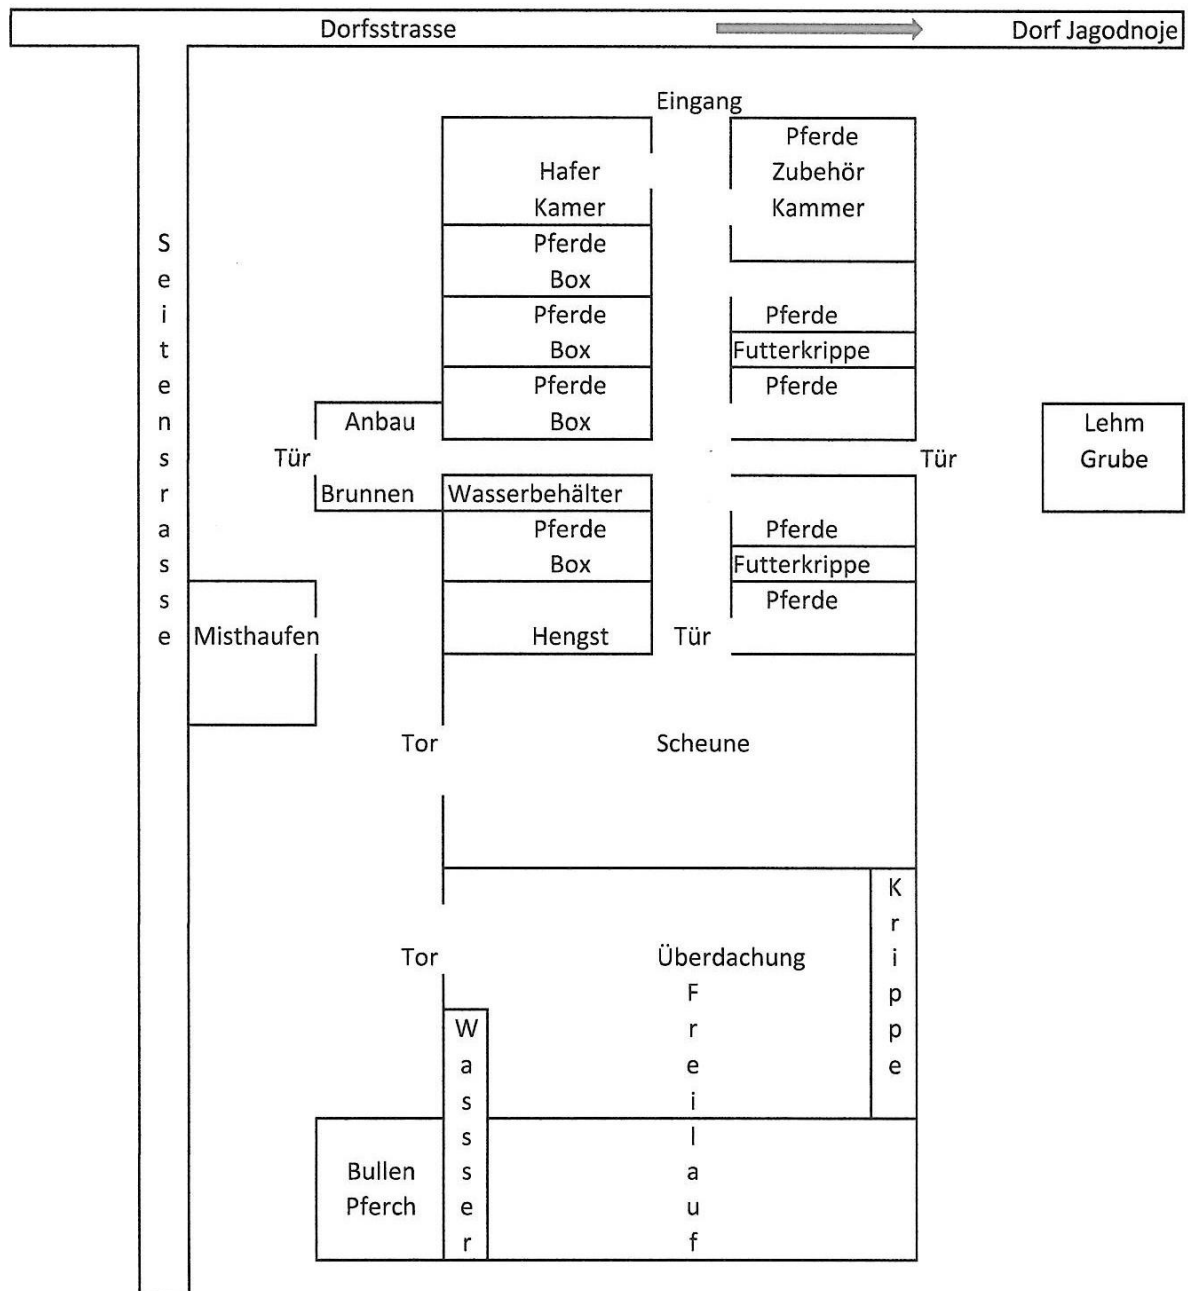 Dorfsstrasse
Dorf Jagodnoje
Eingang
Pferde
Hafer
Zubehör
Kamer
Kammer
Seitensrasse
Pferde
Box
Pferde
Pferde
Box
Futterkrippe
Pferde
Pferde
Anbau
Box
Lehm
Tür
Tür
Grube
Brunnen
Wasserbehälter
Pferde
Pferde
Box
Futterkrippe
Pferde
Misthaufen
Hengst
Tür
Tor
Scheune
Krippe
Tor
Überdachung
Freilauf
Wasser
Bullen
Pferch